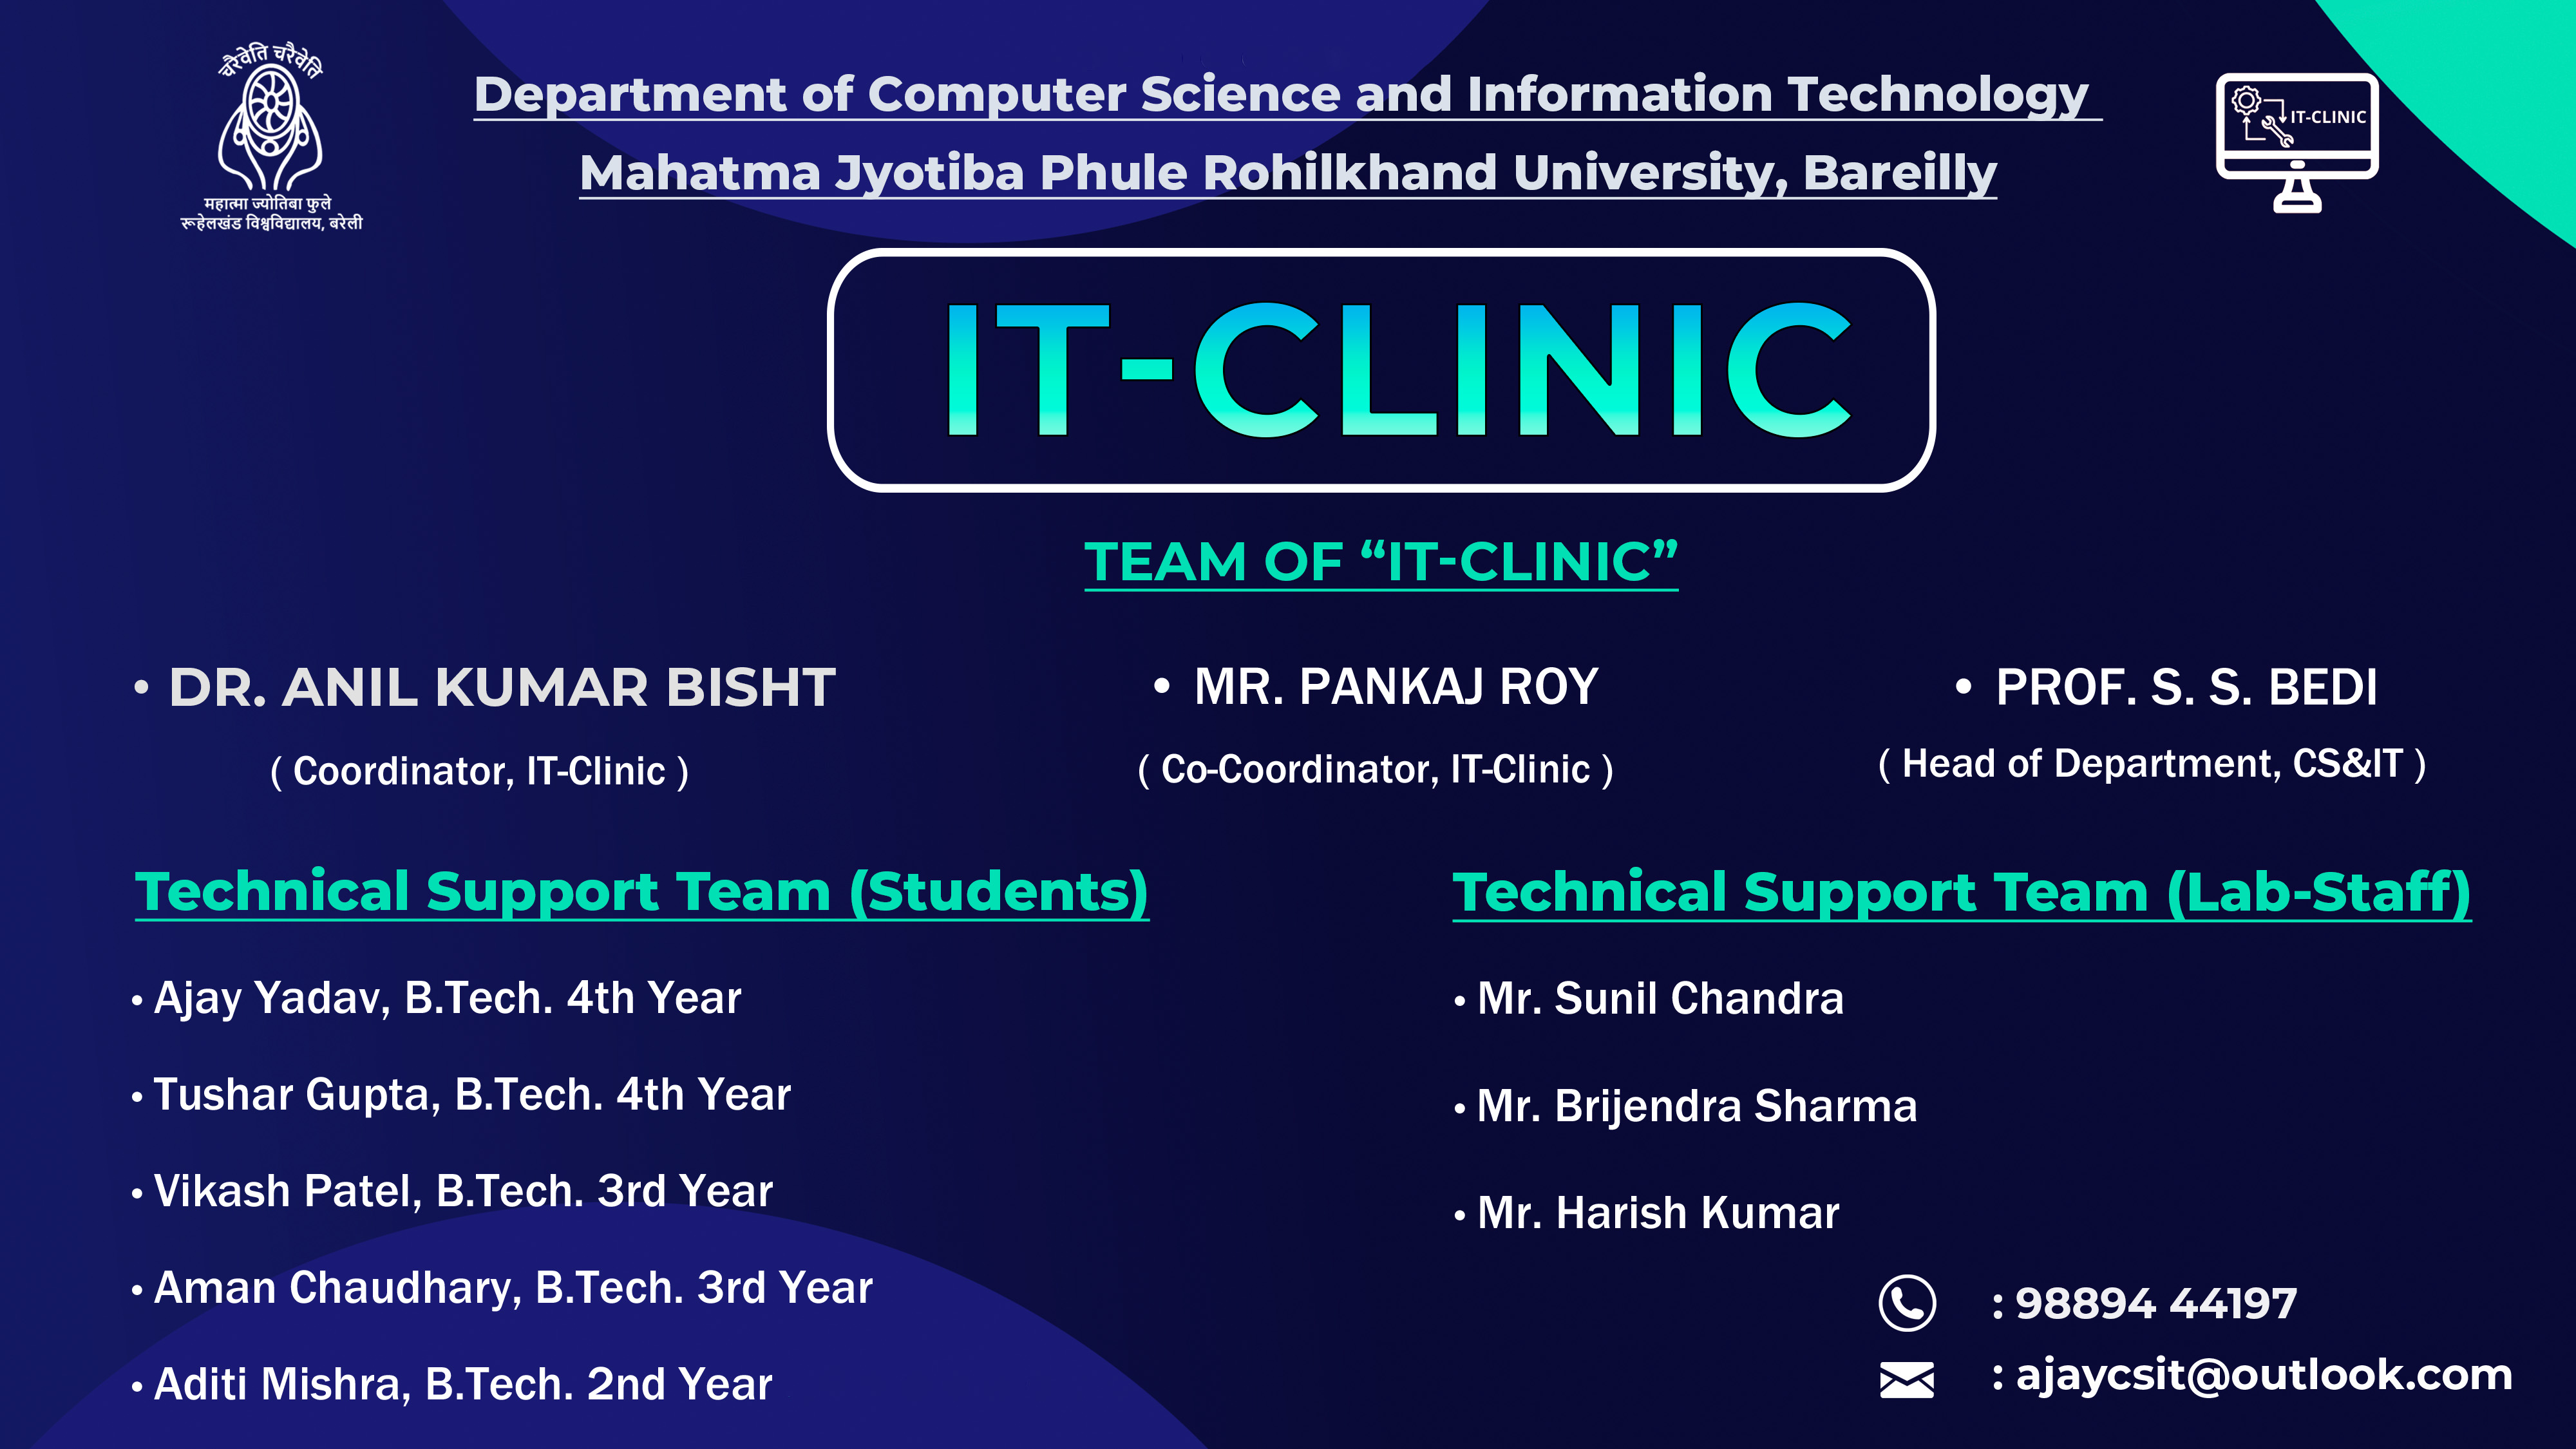 चरैवेति चरैवेति
महात्मा ज्योतिबा फुले
रूहेलखंड विश्वविद्यालय, बरेली
Department of Computer Science and Information Technology
Mahatma Jyotiba Phule Rohilkhand University, Bareilly
IT-CLINIC
IT-CLINIC
TEAM OF “IT-CLINIC”
• DR. ANIL KUMAR BISHT
( Coordinator, IT-Clinic )
• MR. PANKAJ ROY
( Co-Coordinator, IT-Clinic )
• PROF. S. S. BEDI
( Head of Department, CS&IT )
Technical Support Team (Students)
• Ajay Yadav, B.Tech. 4th Year
• Tushar Gupta, B.Tech. 4th Year
• Vikash Patel, B.Tech. 3rd Year
• Aman Chaudhary, B.Tech. 3rd Year
• Aditi Mishra, B.Tech. 2nd Year
Technical Support Team (Lab-Staff)
• Mr. Sunil Chandra
• Mr. Brijendra Sharma
• Mr. Harish Kumar
: 98894 44197
: ajaycsit@outlook.com